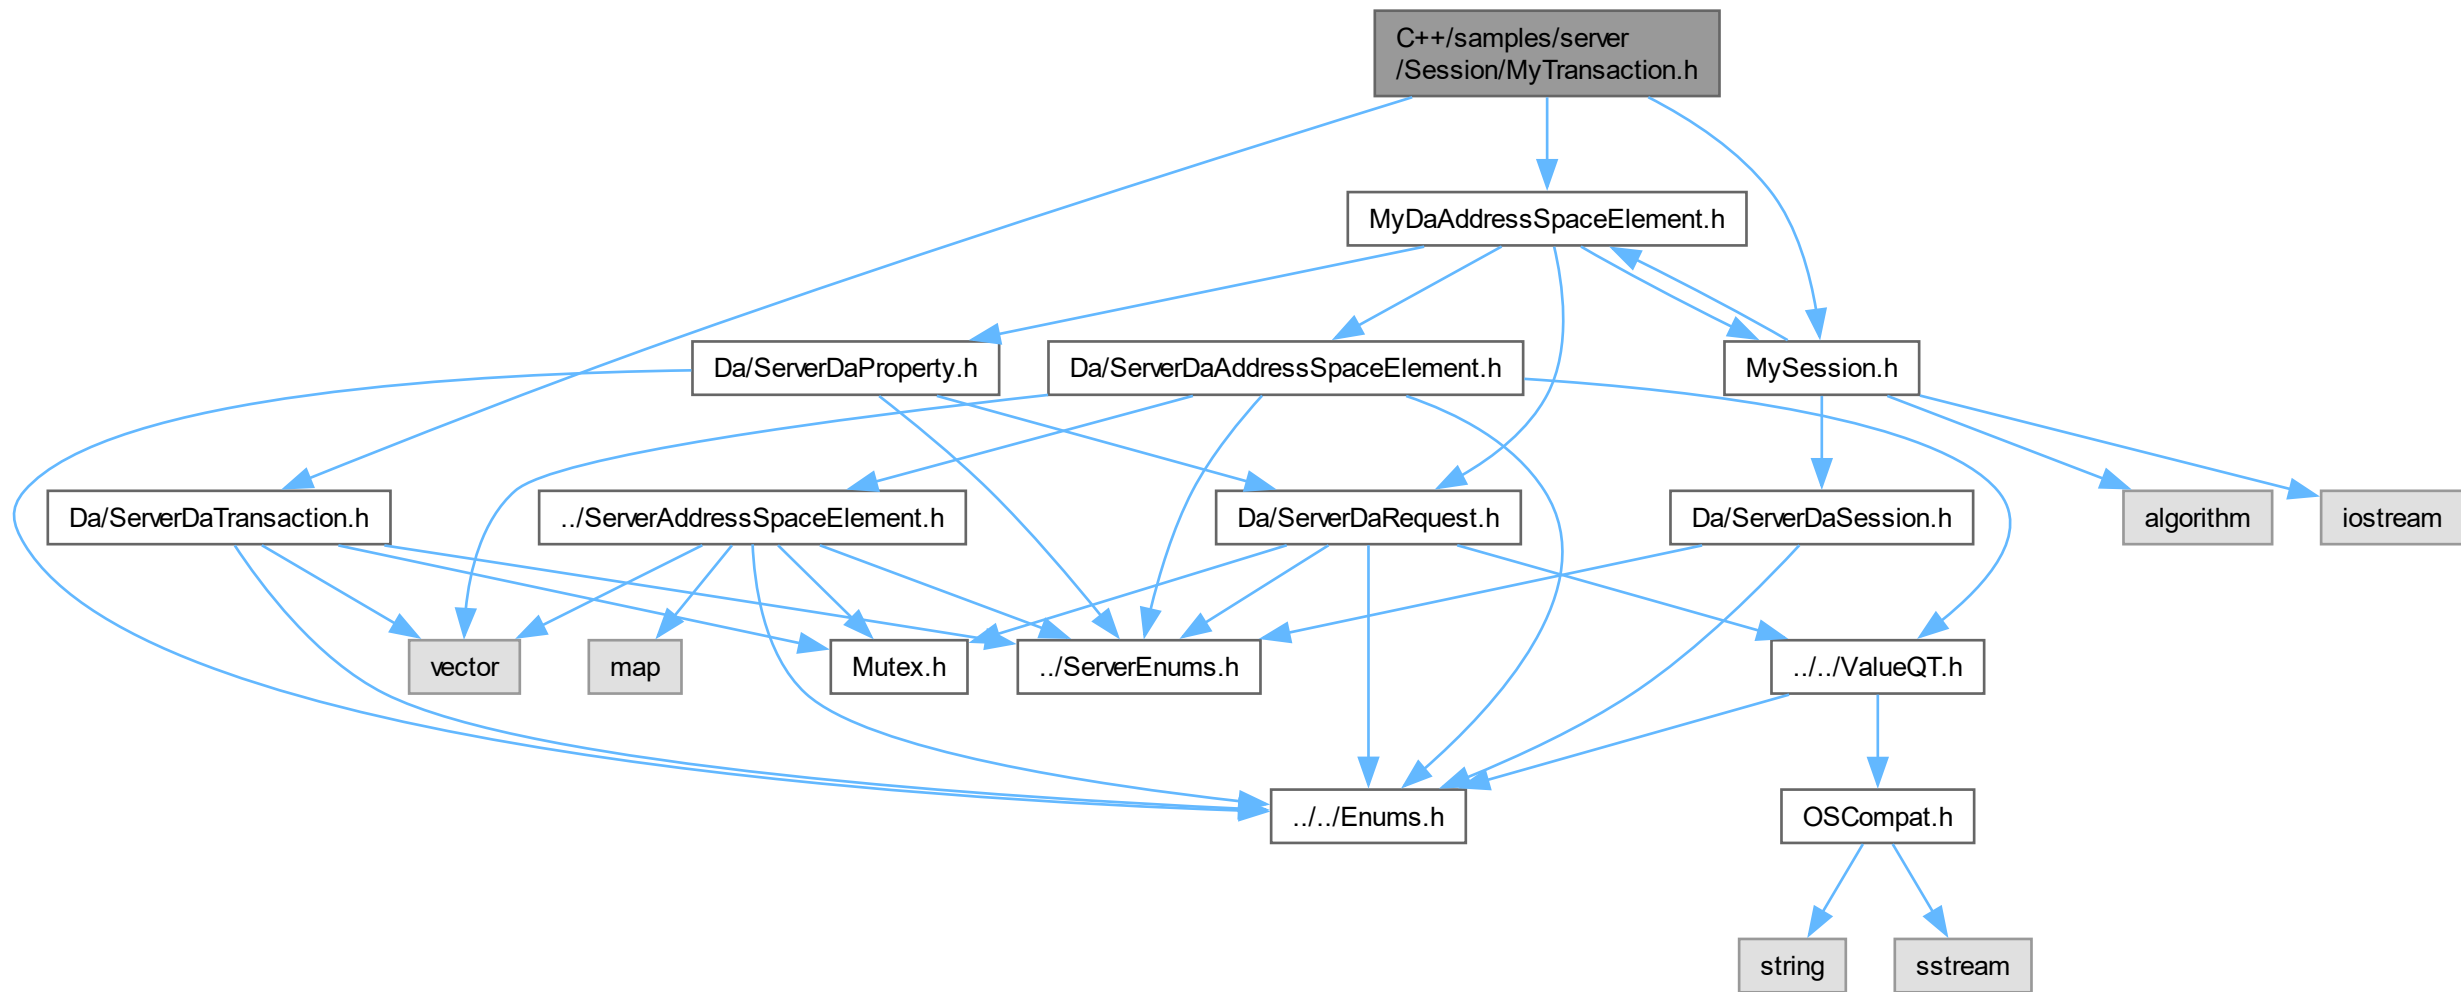 C++/samples/server
/Session/MyTransaction.h
MyDaAddressSpaceElement.h
Da/ServerDaProperty.h
Da/ServerDaAddressSpaceElement.h
MySession.h
Da/ServerDaTransaction.h
../ServerAddressSpaceElement.h
Da/ServerDaRequest.h
Da/ServerDaSession.h
algorithm
iostream
vector
map
Mutex.h
../ServerEnums.h
../../ValueQT.h
../../Enums.h
OSCompat.h
string
sstream